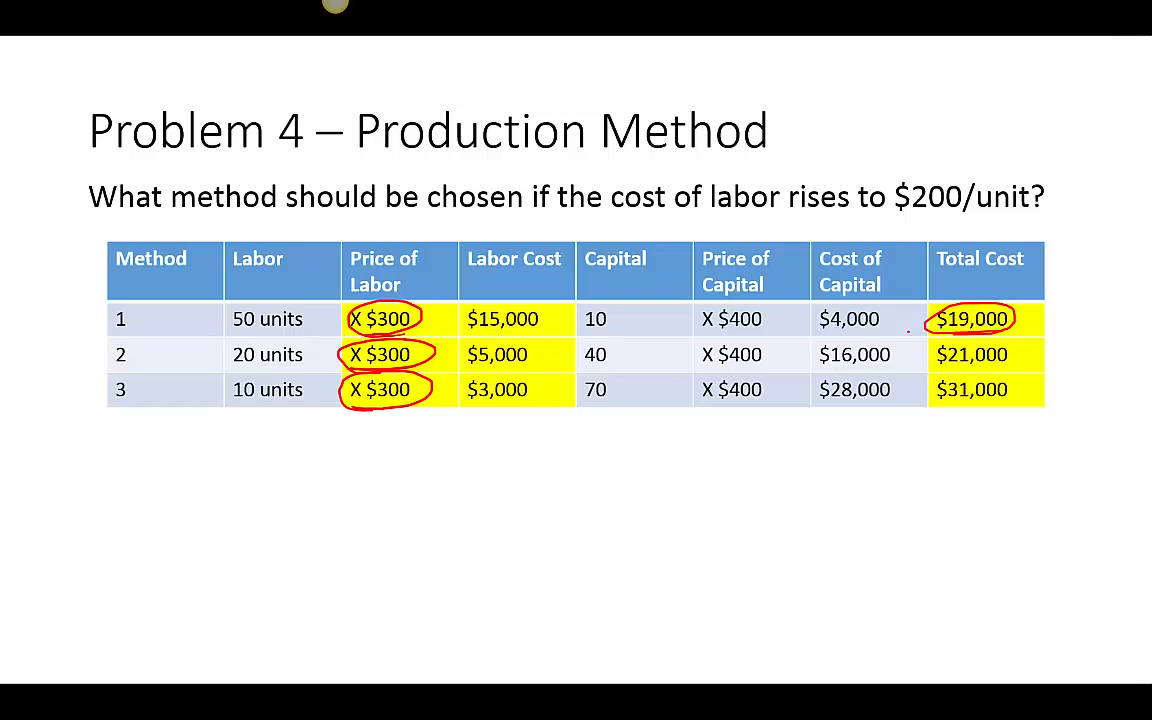 Problem 4 – Production Method
What method should be chosen if the cost of labor rises to $200/unit?
Method Labor Price of Labor Labor Cost Capital Price of Capital Cost of Capital Total Cost
1 50 units X $300 $15,000 10 X $400 $4,000 $19,000
2 20 units X $300 $5,000 40 X $400 $16,000 $21,000
3 10 units X $300 $3,000 70 X $400 $28,000 $31,000